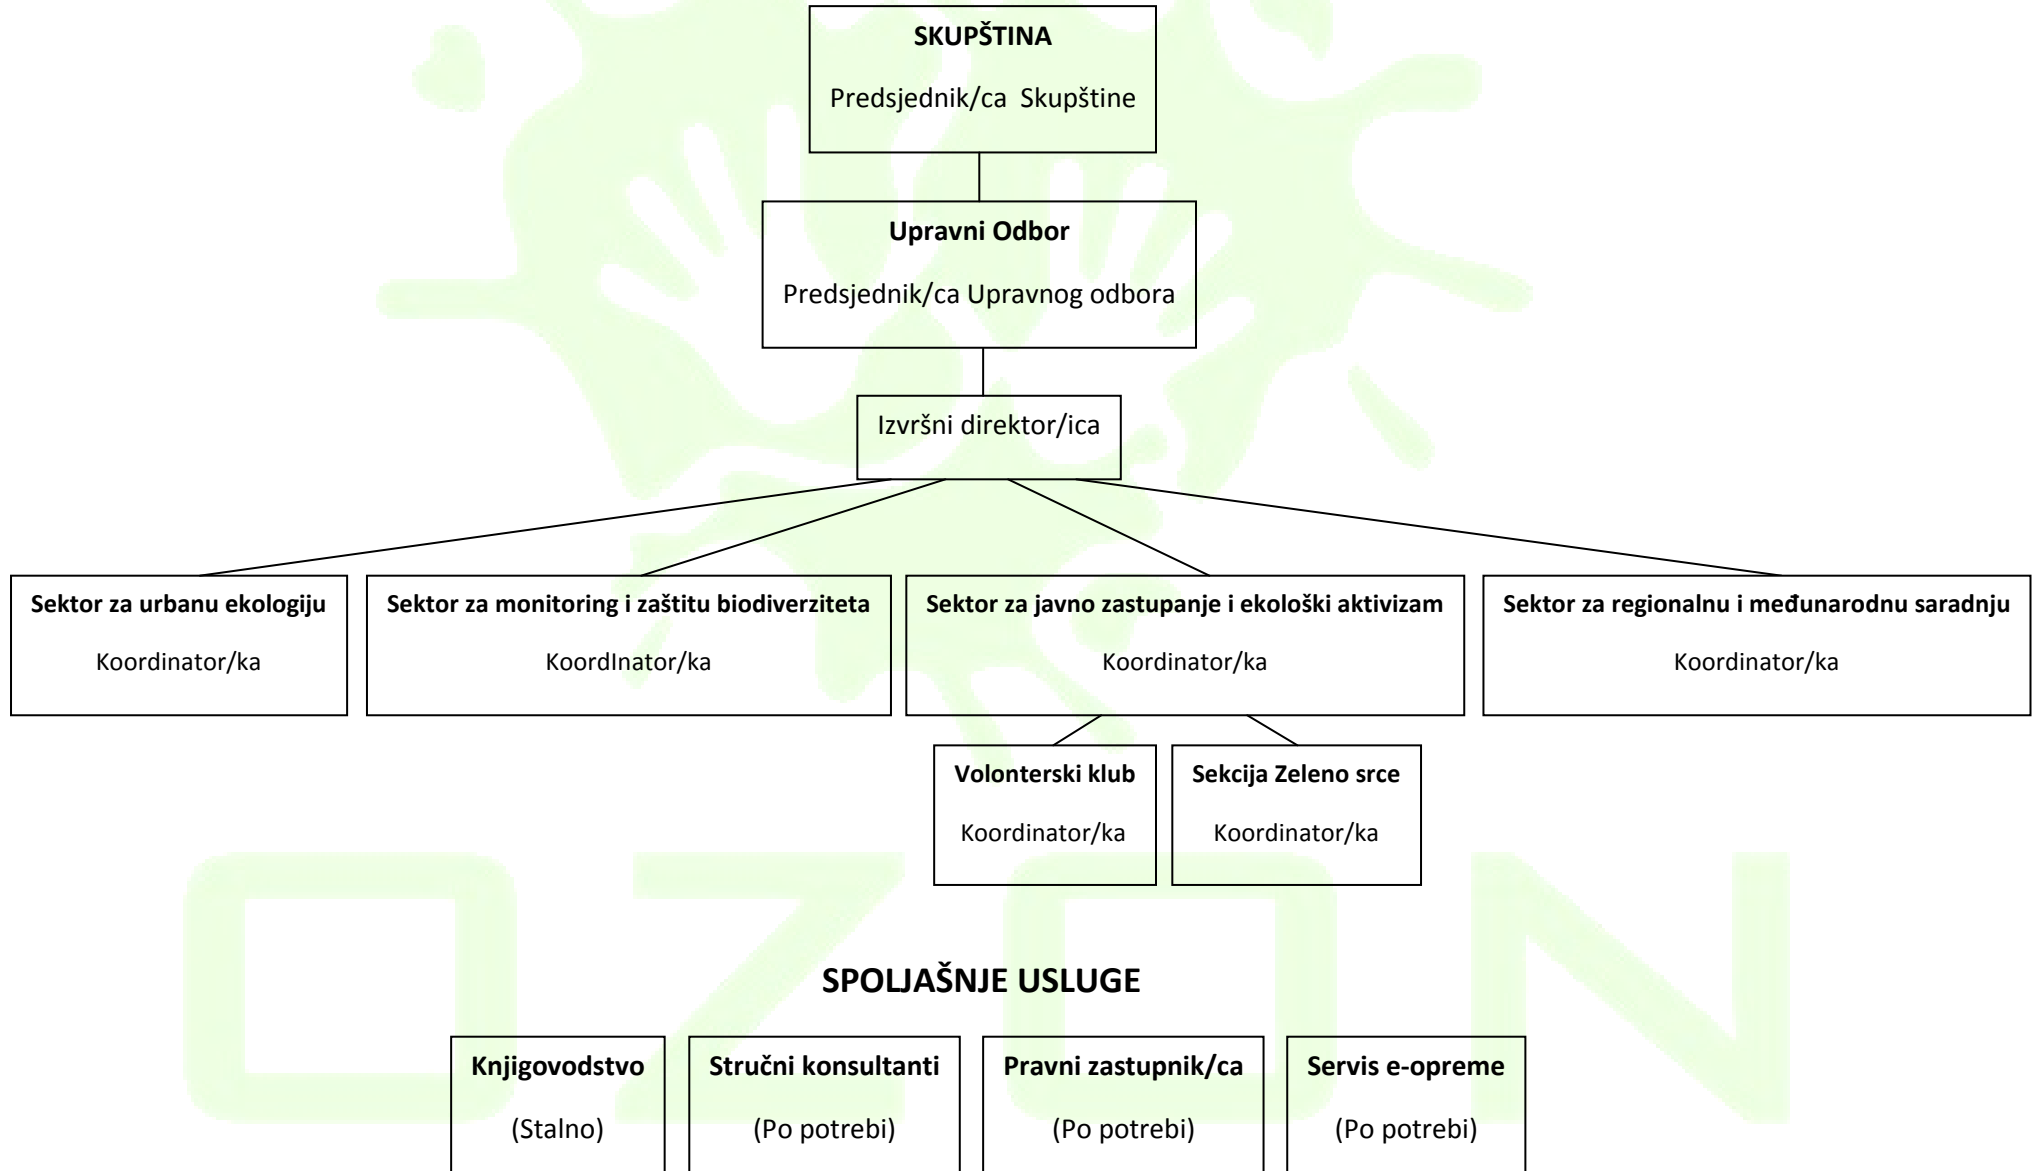 SKUPŠTINA
Predsjednik/ca  Skupštine
Upravni Odbor
Predsjednik/ca Upravnog odbora
Izvršni direktor/ica
Sektor za urbanu ekologiju
Koordinator/ka
Sektor za monitoring i zaštitu biodiverziteta
KoordInator/ka
Sektor za javno zastupanje i ekološki aktivizam
Koordinator/ka
Sektor za regionalnu i međunarodnu saradnju
Koordinator/ka
Volonterski klub
Koordinator/ka
Sekcija Zeleno srce
Koordinator/ka
OZON
SPOLJAŠNJE USLUGE
Knjigovodstvo
(Stalno)
Stručni konsultanti
(Po potrebi)
Pravni zastupnik/ca
(Po potrebi)
Servis e-opreme
(Po potrebi)